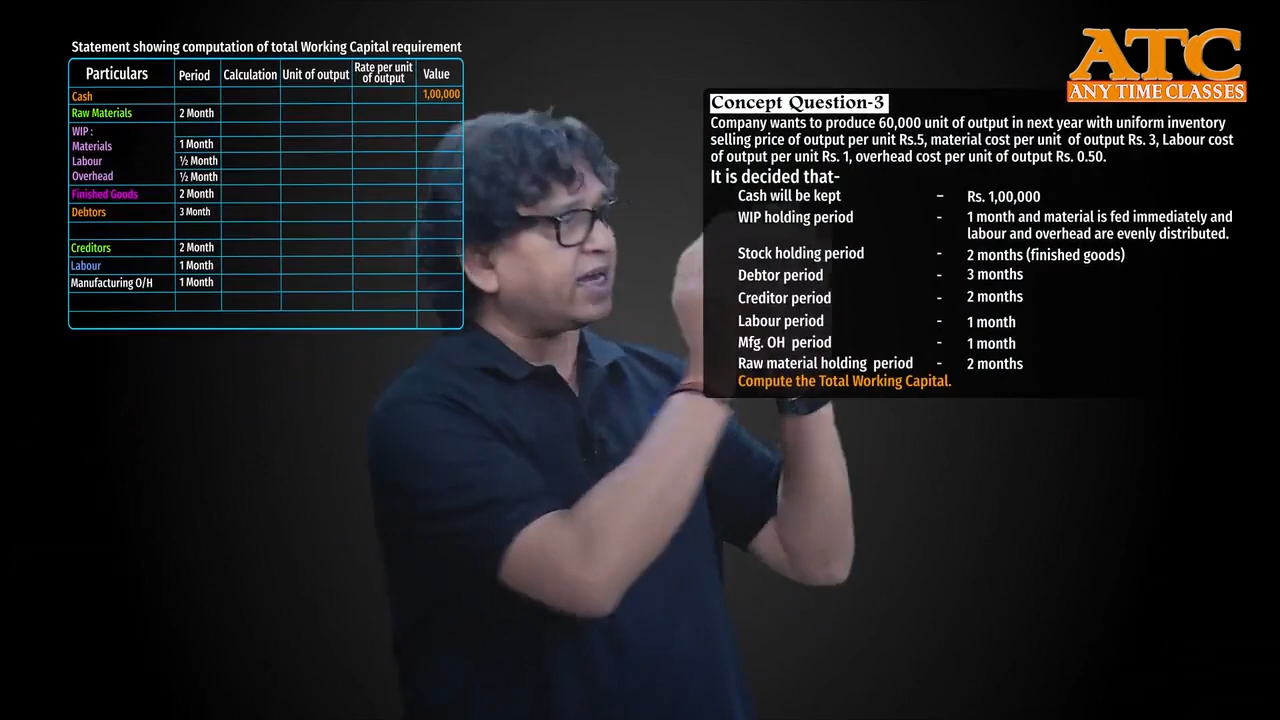 Statement showing computation of total Working Capital requirement
Particulars Period Calculation Unit of output Rate per unit of output Value
Cash 1,00,000
Raw Materials 2 Month
WIP :
Materials 1 Month
Labour ½ Month
Overhead ½ Month
Finished Goods 2 Month
Debtors 3 Month
Creditors 2 Month
Labour 1 Month
Manufacturing O/H 1 Month
ATC
ANY TIME CLASSES
Concept Question-3
Company wants to produce 60,000 unit of output in next year with uniform inventory
selling price of output per unit Rs.5, material cost per unit of output Rs. 3, Labour cost
of output per unit Rs. 1, overhead cost per unit of output Rs. 0.50.
It is decided that-
Cash will be kept – Rs. 1,00,000
WIP holding period - 1 month and material is fed immediately and
labour and overhead are evenly distributed.
Stock holding period - 2 months (finished goods)
Debtor period - 3 months
Creditor period - 2 months
Labour period - 1 month
Mfg. OH period - 1 month
Raw material holding period - 2 months
Compute the Total Working Capital.